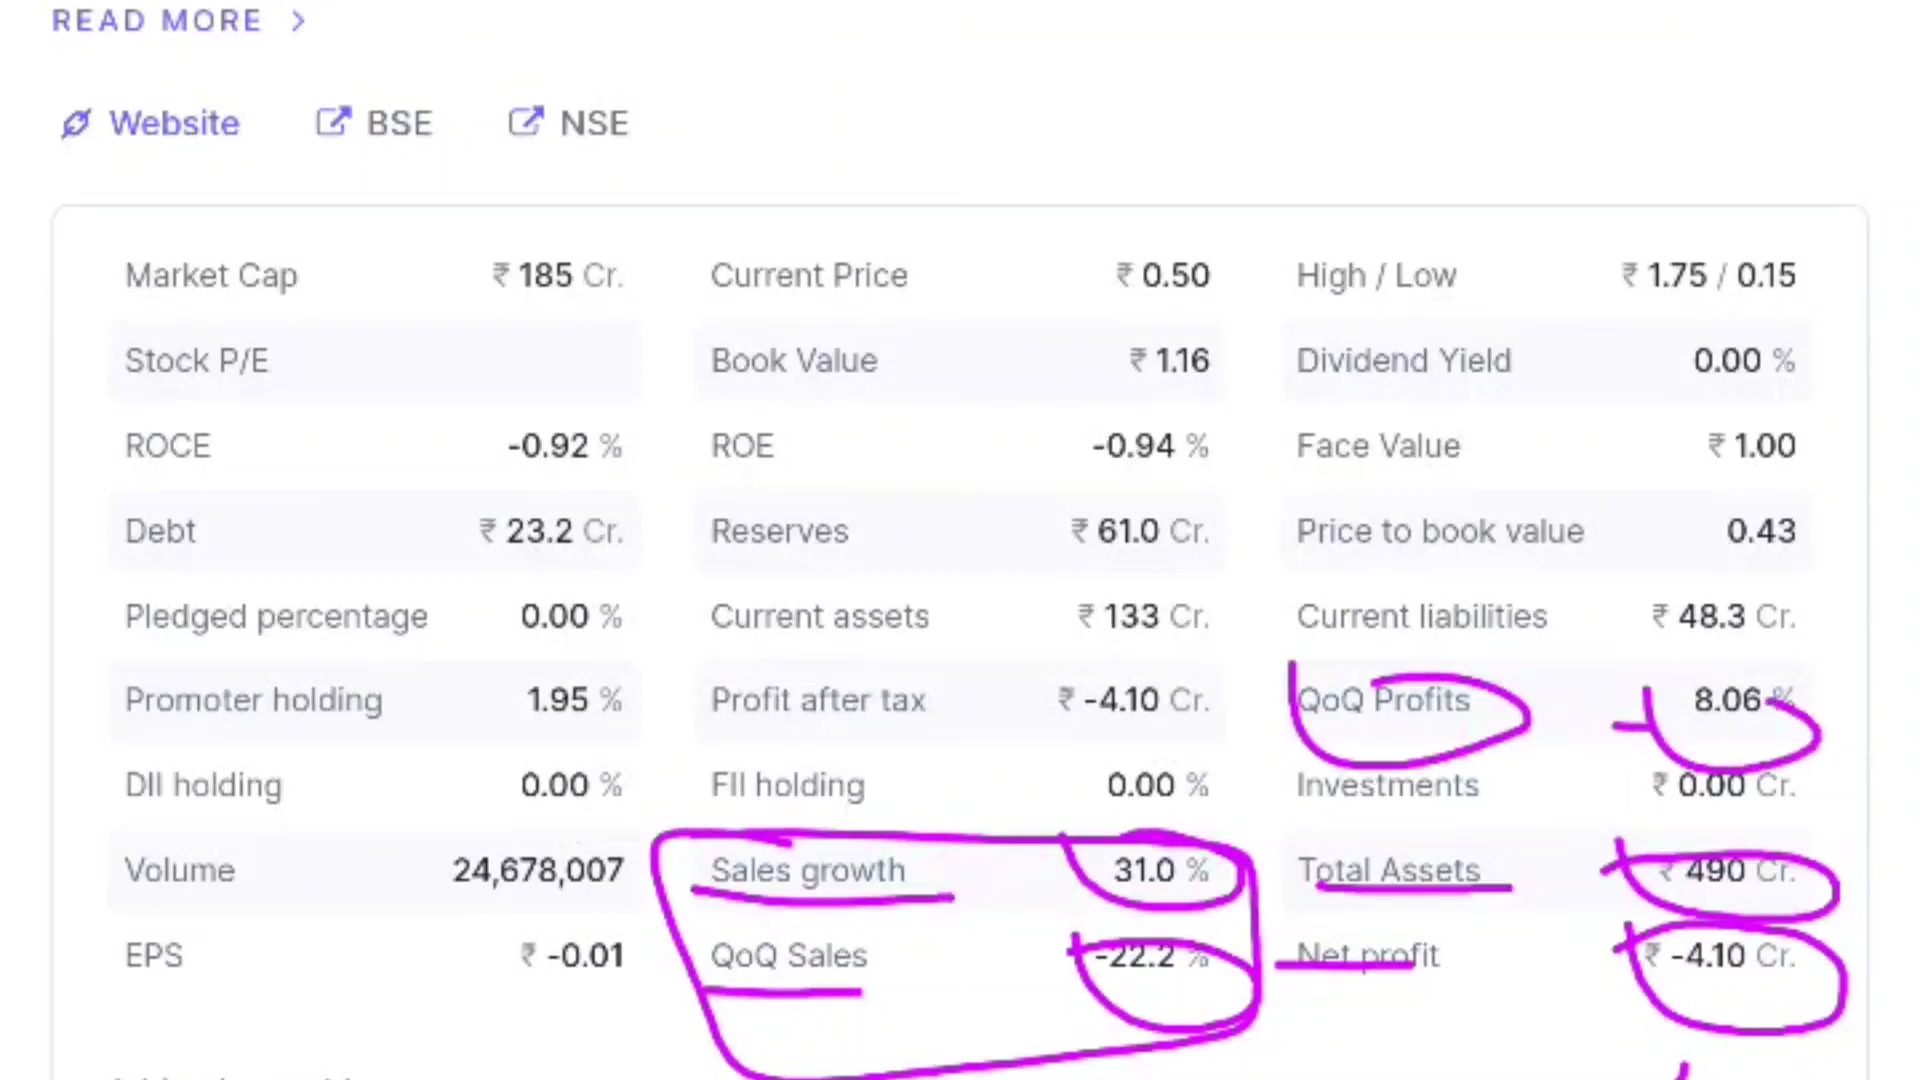 READ MORE >
Website BSE NSE
Market Cap ₹ 185 Cr. Current Price ₹ 0.50 High / Low ₹ 1.75 / 0.15
Stock P/E Book Value ₹ 1.16 Dividend Yield 0.00 %
ROCE -0.92 % ROE -0.94 % Face Value ₹ 1.00
Debt ₹ 23.2 Cr. Reserves ₹ 61.0 Cr. Price to book value 0.43
Pledged percentage 0.00 % Current assets ₹ 133 Cr. Current liabilities ₹ 48.3 Cr.
Promoter holding 1.95 % Profit after tax ₹ -4.10 Cr. QoQ Profits 8.06 %
DII holding 0.00 % FII holding 0.00 % Investments ₹ 0.00 Cr.
Volume 24,678,007 Sales growth 31.0 % Total Assets ₹ 490 Cr.
EPS ₹ -0.01 QoQ Sales -22.2 % Net profit ₹ -4.10 Cr.